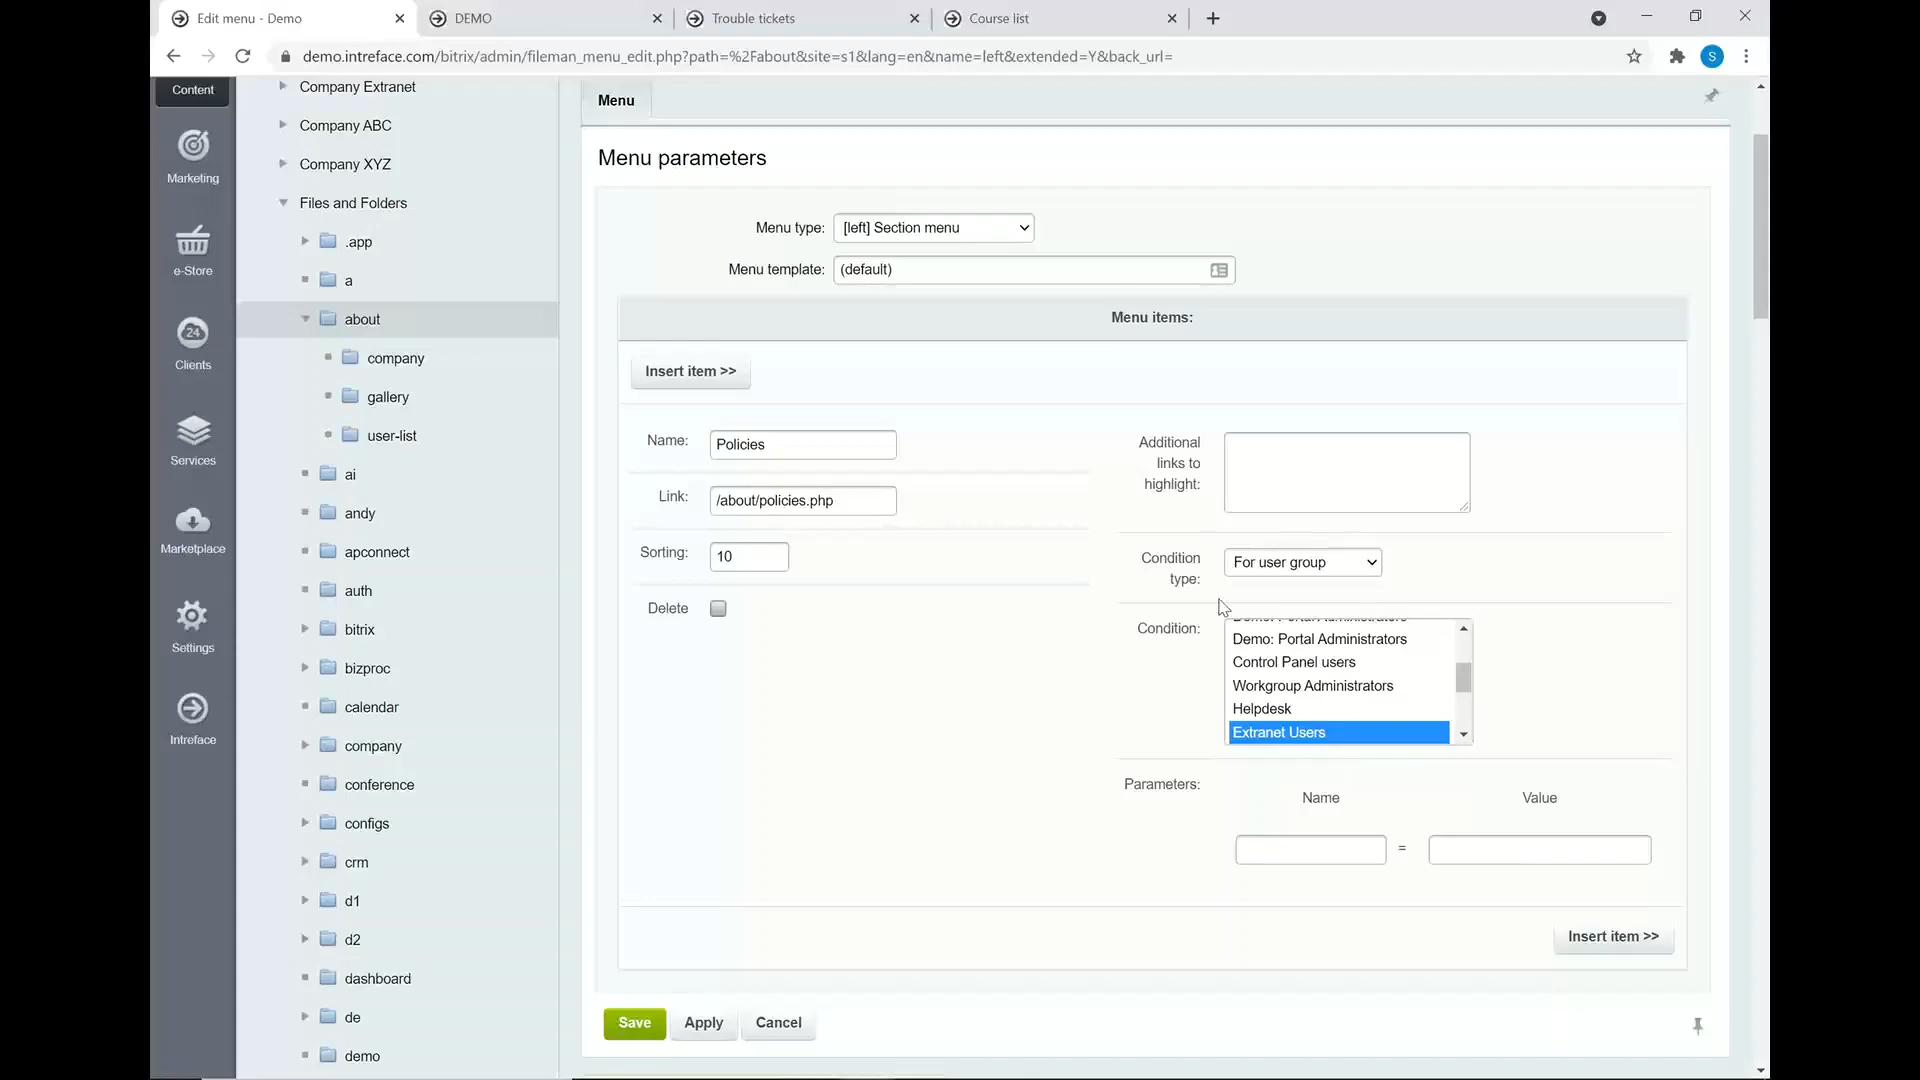 Edit menu - Demo
DEMO
Trouble tickets
Course list
demo.intreface.com/bitrix/admin/fileman_menu_edit.php?path=%2Fabout&site=s1&lang=en&name=left&extended=Y&back_url=
S
Content
Marketing
e-Store
24
Clients
Services
Marketplace
Settings
Intreface
Company Extranet
Company ABC
Company XYZ
Files and Folders
.app
a
about
company
gallery
user-list
ai
andy
apconnect
auth
bitrix
bizproc
calendar
company
conference
configs
crm
d1
d2
dashboard
de
demo
Menu
Menu parameters
Menu type: [left] Section menu
Menu template: (default)
Menu items:
Insert item >>
Name: Policies
Link: /about/policies.php
Sorting: 10
Delete
Additional
links to
highlight:
Condition
type:
For user group
Condition:
Demo: Portal Administrators
Demo: Portal Administrators
Control Panel users
Workgroup Administrators
Helpdesk
Extranet Users
Parameters:
Name Value
=
Insert item >>
Save Apply Cancel